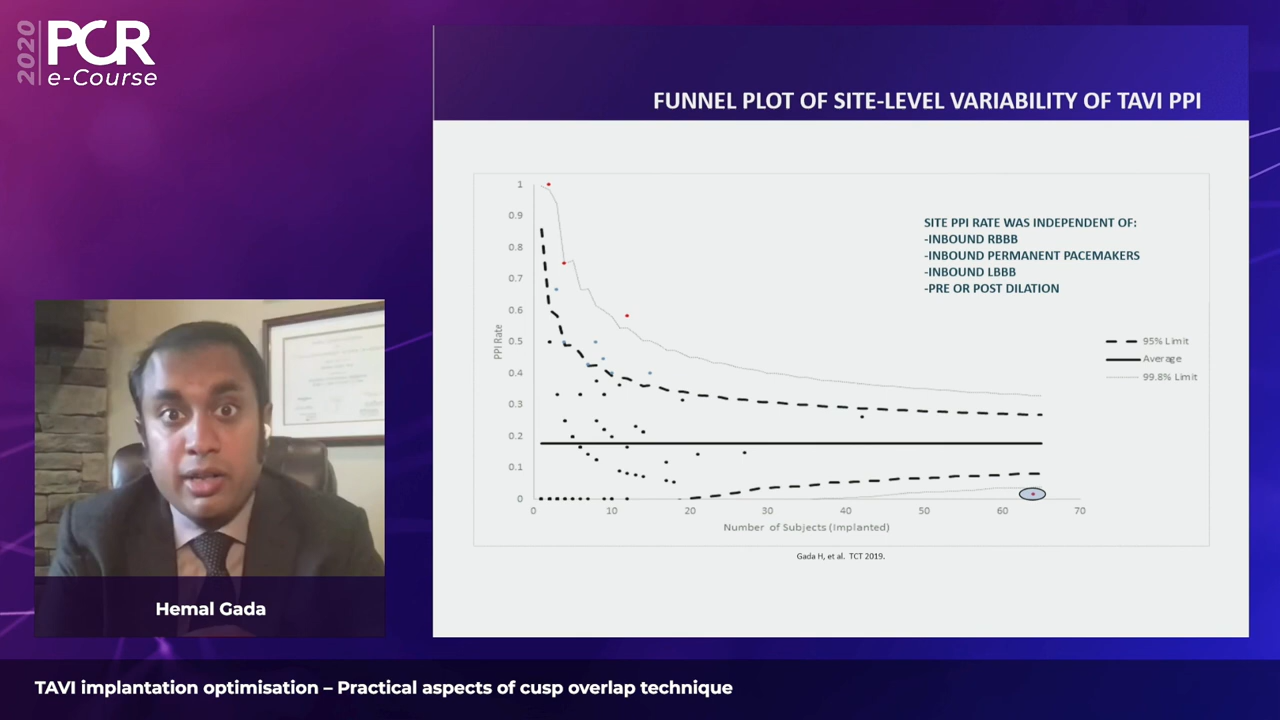 2020
PCR
e-Course
FUNNEL PLOT OF SITE-LEVEL VARIABILITY OF TAVI PPI
SITE PPI RATE WAS INDEPENDENT OF:
-INBOUND RBBB
-INBOUND PERMANENT PACEMAKERS
-INBOUND LBBB
-PRE OR POST DILATION
PPI Rate
1
0.9
0.8
0.7
0.6
0.5
0.4
0.3
0.2
0.1
0
0 10 20 30 40 50 60 70
Number of Subjects (Implanted)
95% Limit
Average
99.8% Limit
Gada H, et al. TCT 2019.
Hemal Gada
TAVI implantation optimisation – Practical aspects of cusp overlap technique